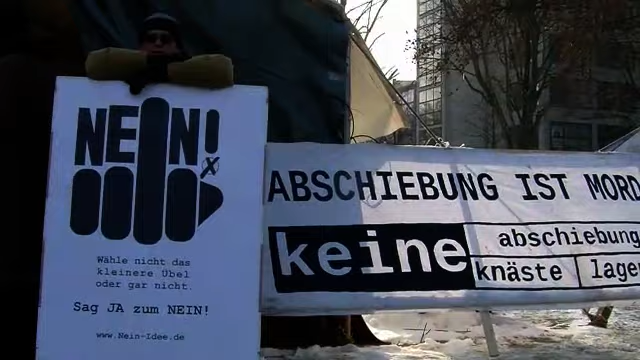 NEIN!
Wähle nicht das
kleinere Übel
oder gar nicht.
Sag JA zum NEIN!
www.Nein-Idee.de
ABSCHIEBUNG IST MORD
keine
abschiebung
knäste lager